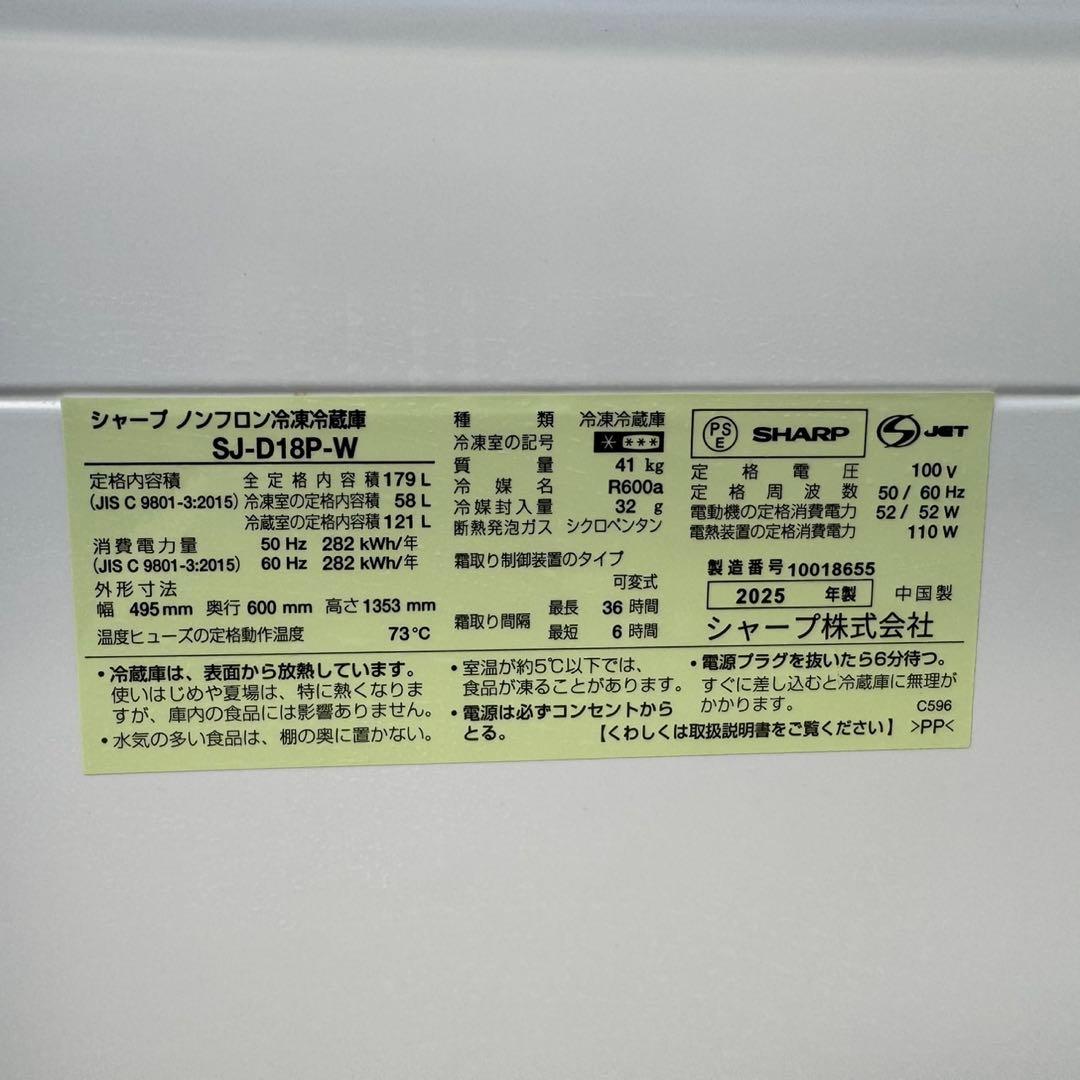 シャープ ノンフロン冷凍冷蔵庫
SJ-D18P-W
定格内容積 全定格内容積 179 L
(JIS C 9801-3:2015) 冷凍室の定格内容積 58 L
冷蔵室の定格内容積 121 L
消費電力量 50 Hz 282 kWh/年
(JIS C 9801-3:2015) 60 Hz 282 kWh/年
外形寸法
幅 495 mm 奥行 600 mm 高さ 1353 mm
温度ヒューズの定格動作温度 73℃
種類 冷凍冷蔵庫
冷凍室の記号 * ***
質量 41 kg
冷媒名 R600a
冷媒封入量 32 g
断熱発泡ガス シクロペンタン
霜取り制御装置のタイプ
可変式
霜取り間隔 最長 36 時間
最短 6 時間
PS
E
SHARP
JET
定格電圧 100 V
定格周波数 50 / 60 Hz
電動機の定格消費電力 52 / 52 W
電熱装置の定格消費電力 110 W
製造番号 10018655
2025 年製 中国製
シャープ株式会社
・冷蔵庫は、表面から放熱しています。
使いはじめや夏場は、特に熱くなりま
すが、庫内の食品には影響ありません。
・水気の多い食品は、棚の奥に置かない。
・室温が約5℃以下では、
食品が凍ることがあります。
・電源は必ずコンセントから
とる。
・電源プラグを抜いたら6分待つ。
すぐに差し込むと冷蔵庫に無理が
かかります。 C596
【くわしくは取扱説明書をご覧ください】 >PP<